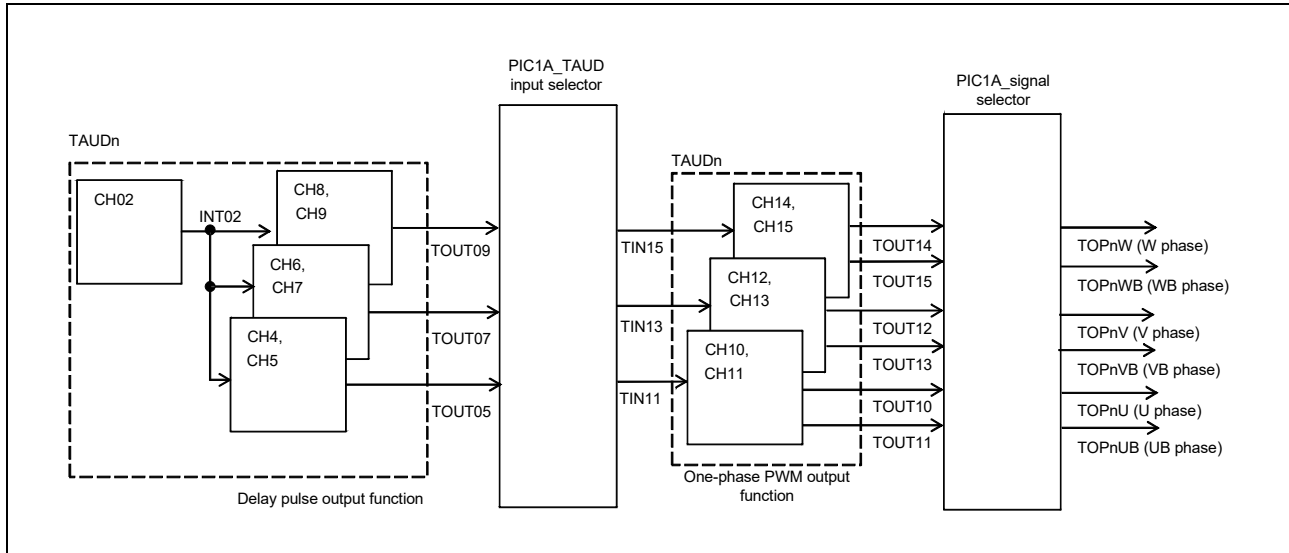 PIC1A_TAUD
input selector
PIC1A_signal
selector
TAUDn
CH02
INT02
CH8,
CH9
CH6,
CH7
CH4,
CH5
TOUT09
TOUT07
TOUT05
Delay pulse output function
TIN15
TIN13
TIN11
TAUDn
CH14,
CH15
CH12,
CH13
CH10,
CH11
TOUT14
TOUT15
TOUT12
TOUT13
TOUT10
TOUT11
One-phase PWM output
function
TOPnW (W phase)
TOPnWB (WB phase)
TOPnV (V phase)
TOPnVB (VB phase)
TOPnU (U phase)
TOPnUB (UB phase)